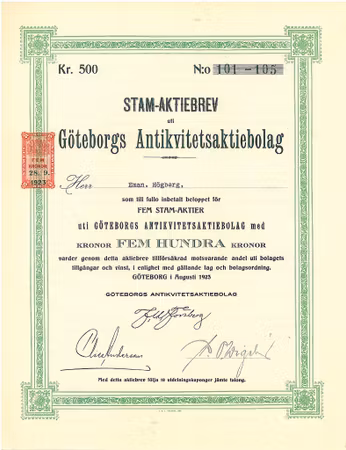 Kr. 500 N:o 101 - 105
STAM-AKTIEBREV
uti
Göteborgs Antikvitetsaktiebolag
FEM
KRONOR
28. 9.
1923
Herr Eman. Högberg.
som till fullo inbetalt beloppet för
FEM STAM-AKTIER
uti GÖTEBORGS ANTIKVITETSAKTIEBOLAG med
KRONOR FEM HUNDRA KRONOR
varder genom detta aktiebrev tillförsäkrad motsvarande andel uti bolagets
tillgångar och vinst, i enlighet med gällande lag och bolagsordning.
GÖTEBORG i Augusti 1923
GÖTEBORGS ANTIKVITETSAKTIEBOLAG
Med detta aktiebrev följa 10 utdelningskuponger jämte talong.